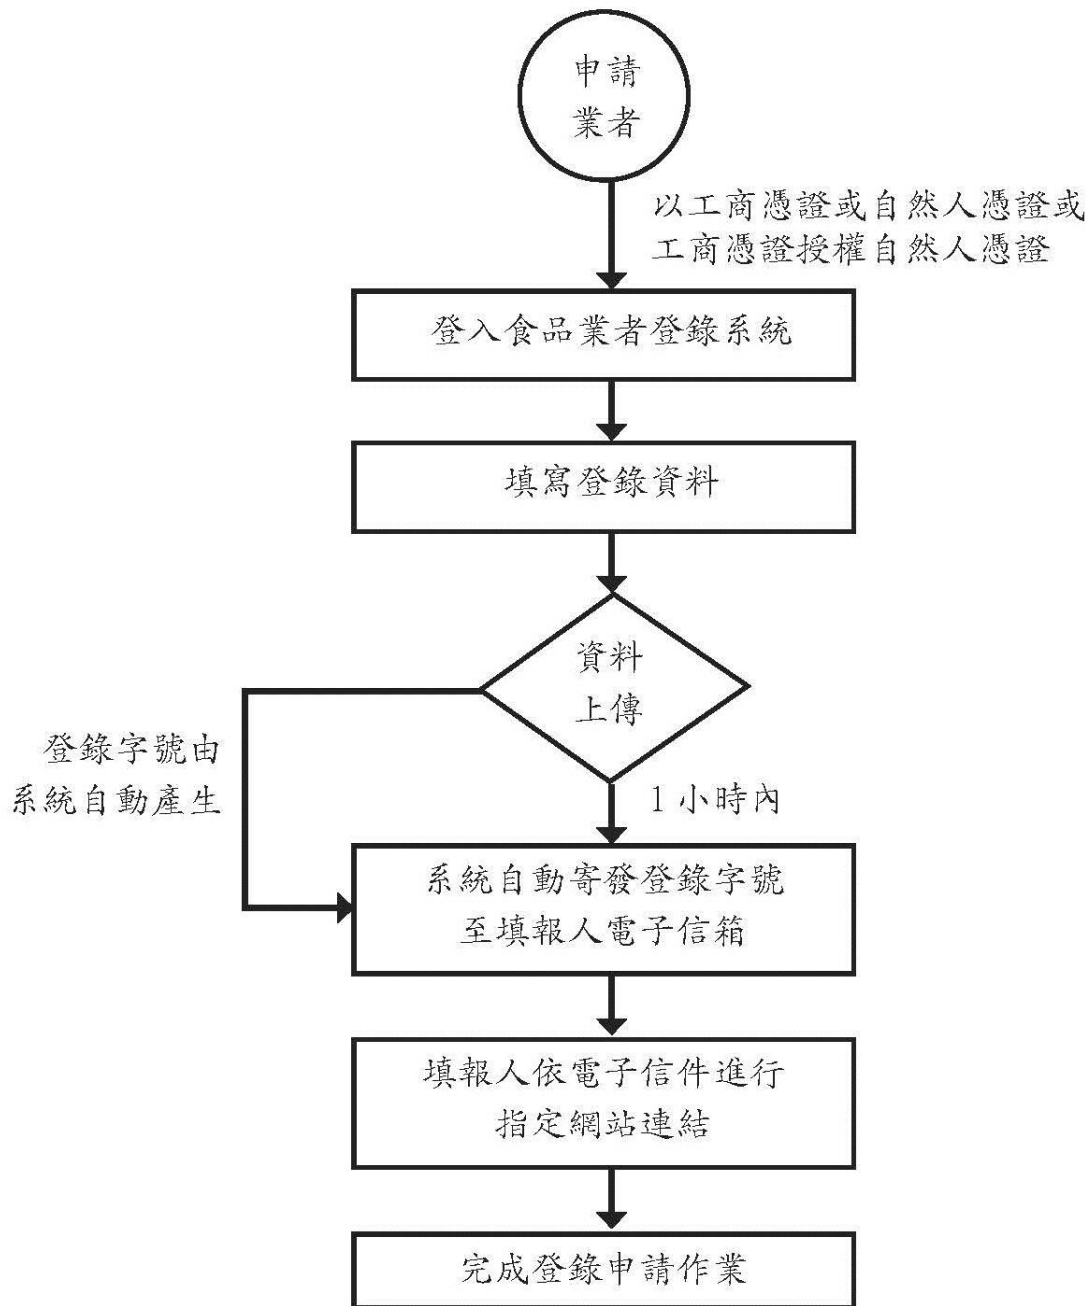 申請
業者
以工商憑證或自然人憑證或
工商憑證授權自然人憑證
登入食品業者登錄系統
填寫登錄資料
資料
上傳
登錄字號由
系統自動產生
1 小時內
系統自動寄發登錄字號
至填報人電子信箱
填報人依電子信件進行
指定網站連結
完成登錄申請作業